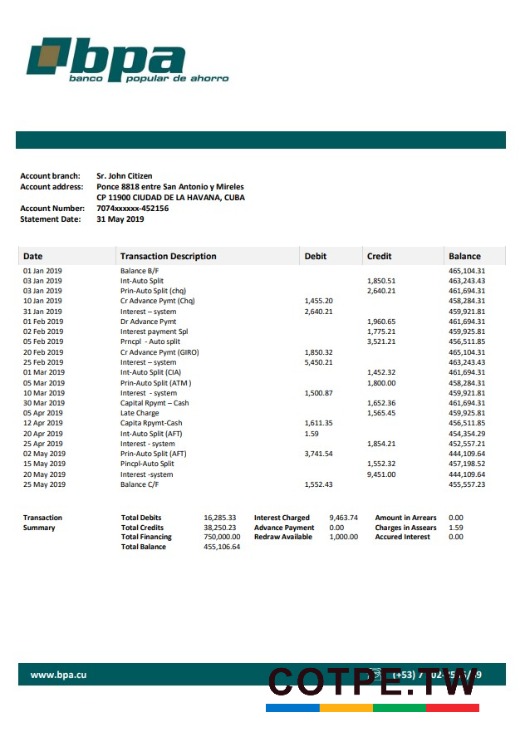 bpa
banco popular de ahorro
Account branch: Sr. John Citizen
Account address: Ponce 8818 entre San Antonio y Mireles
CP 11900 CIUDAD DE LA HAVANA, CUBA
Account Number: 7074xxxxxx-452156
Statement Date: 31 May 2019
Date Transaction Description Debit Credit Balance
01 Jan 2019 Balance B/F 465,104.31
03 Jan 2019 Int-Auto Split 1,850.51 463,243.43
03 Jan 2019 Prin-Auto Split (chq) 2,640.21 461,694.31
10 Jan 2019 Cr Advance Pymt (Chq) 1,455.20 458,284.31
31 Jan 2019 Interest – system 2,640.21 459,921.81
01 Feb 2019 Dr Advance Pymt 1,960.65 461,694.31
02 Feb 2019 Interest payment Spl 1,775.21 459,925.81
05 Feb 2019 Prncpl - Auto split 3,521.21 456,511.85
20 Feb 2019 Cr Advance Pymt (GIRO) 1,850.32 465,104.31
25 Feb 2019 Interest – system 5,450.21 463,243.43
01 Mar 2019 Int-Auto Split (CIA) 1,452.32 461,694.31
05 Mar 2019 Prin-Auto Split (ATM ) 1,800.00 458,284.31
10 Mar 2019 Interest - system 1,500.87 459,921.81
30 Mar 2019 Capital Rpymt – Cash 1,652.36 461,694.31
05 Apr 2019 Late Charge 1,565.45 459,925.81
12 Apr 2019 Capita Rpymt-Cash 1,611.35 456,511.85
20 Apr 2019 Int-Auto Split (AFT) 1.59 454,354.29
25 Apr 2019 Interest - system 1,854.21 452,557.21
02 May 2019 Prin-Auto Split (AFT) 3,741.54 444,109.64
15 May 2019 Pincpl-Auto Split 1,552.32 457,198.52
20 May 2019 Interest -system 9,451.00 444,109.64
25 May 2019 Balance C/F 1,552.43 455,557.23
Transaction Total Debits 16,285.33 Interest Charged 9,463.74 Amount in Arrears 0.00
Summary Total Credits 38,250.23 Advance Payment 0.00 Charges in Assears 1.59
Total Financing 750,000.00 Redraw Available 1,000.00 Accured Interest 0.00
Total Balance 455,106.64
www.bpa.cu (+53)
COTPE.TW